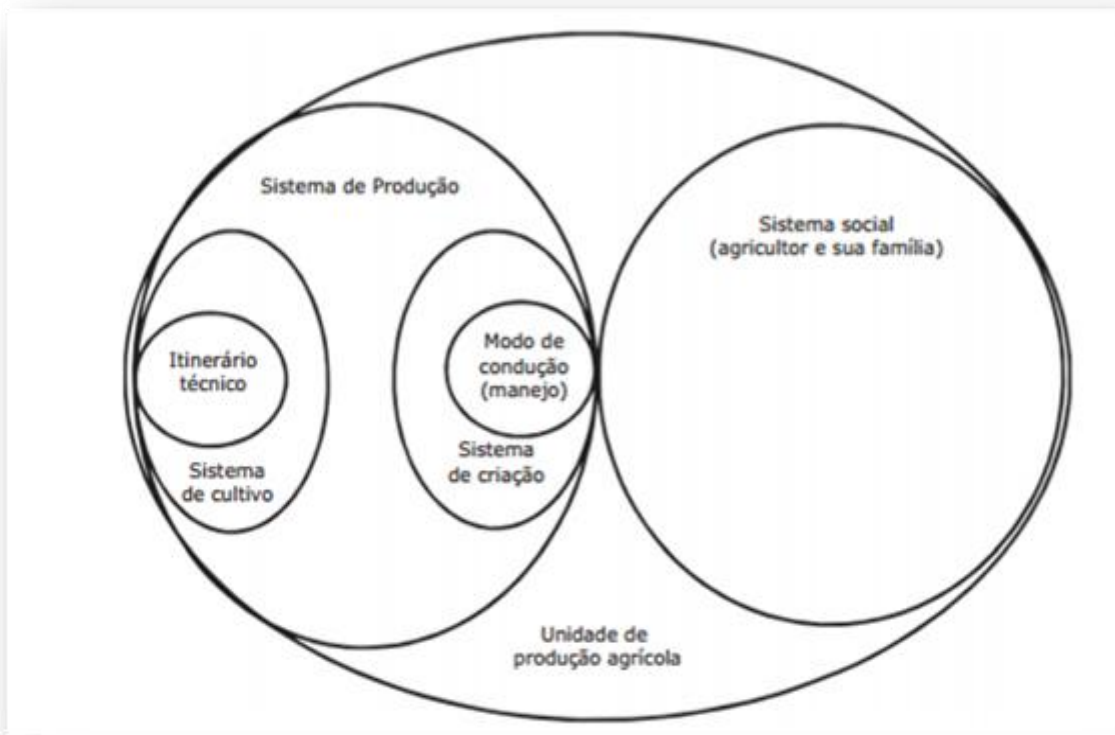 Sistema de Produção
Sistema social
(agricultor e sua família)
Itinerário
técnico
Modo de
condução
(manejo)
Sistema
de cultivo
Sistema
de criação
Unidade de
produção agrícola